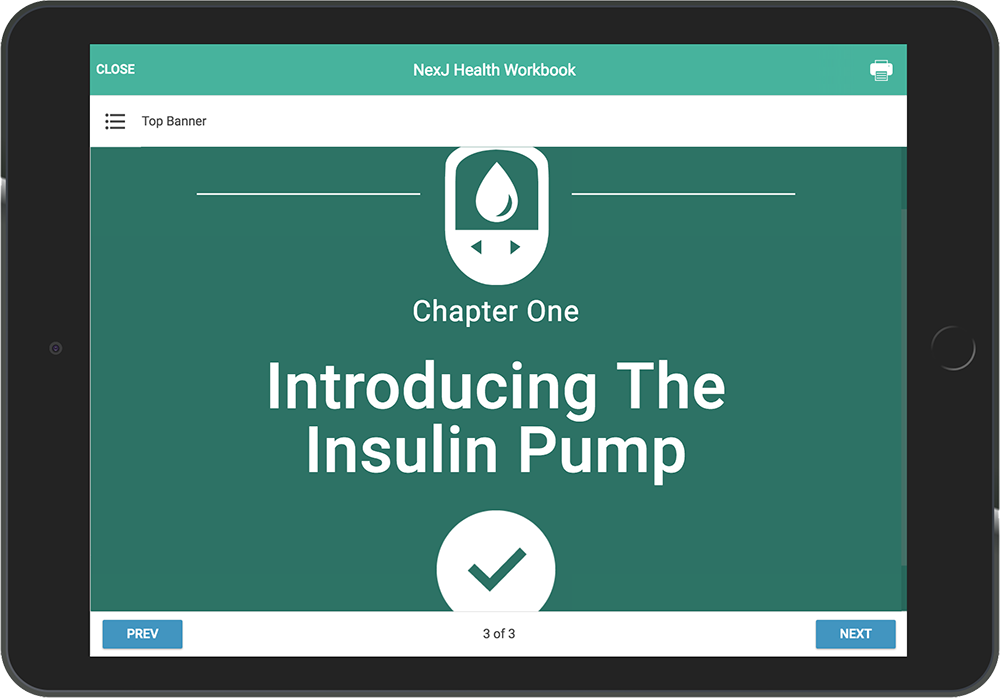 CLOSE
NexJ Health Workbook
Top Banner
Chapter One
Introducing The
Insulin Pump
PREV
3 of 3
NEXT